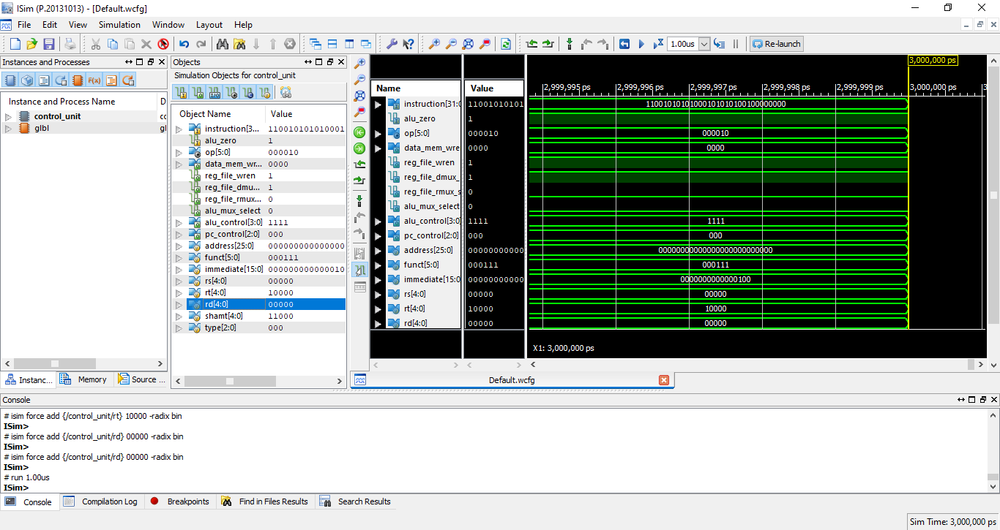 ISim (P.20131013) - [Default.wcfg]
File Edit View Simulation Window Layout Help
1.00us
Re-launch
Instances and Processes
Instance and Process Name D
control_unit cc
glbl gl
Instanc... Memory Source ...
Objects
Simulation Objects for control_unit
Object Name Value
instruction[3... 110010101010001
alu_zero 1
op[5:0] 000010
data_mem_wr... 0000
reg_file_wren 1
reg_file_dmu... 1
reg_file_rmux... 0
alu_mux_select 0
alu_control[3:0] 1111
pc_control[2:0] 000
address[25:0] 000000000000000
funct[5:0] 000111
immediate[15:0] 000000000000010
rs[4:0] 00000
rt[4:0] 10000
rd[4:0] 00000
shamt[4:0] 11000
type[2:0] 000
Name Value
instruction[31:0 11001010101
alu_zero 1
op[5:0] 000010
data_mem_wre 0000
reg_file_wren 1
reg_file_dmux_ 1
reg_file_rmux_s 0
alu_mux_select 0
alu_control[3:0] 1111
pc_control[2:0] 000
address[25:0] 00000000000
funct[5:0] 000111
immediate[15:0 00000000000
rs[4:0] 00000
rt[4:0] 10000
rd[4:0] 00000
3,000,000 ps
2,999,995 ps 2,999,996 ps 2,999,997 ps 2,999,998 ps 2,999,999 ps 3,000,000 ps 3
000010
0000
1111
000
00000000000000000000000000
000111
0000000000000100
00000
10000
00000
X1: 3,000,000 ps
Default.wcfg
Console
# isim force add {/control_unit/rt} 10000 -radix bin
ISim>
# isim force add {/control_unit/rd} 00000 -radix bin
ISim>
# isim force add {/control_unit/rd} 00000 -radix bin
ISim>
# run 1.00us
ISim>
Console Compilation Log Breakpoints Find in Files Results Search Results
Sim Time: 3,000,000 ps